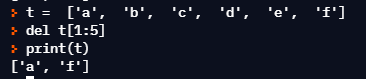 > t =  ['a',  'b',  'c',  'd',  'e',  'f']
> del t[1:5]
> print(t)
['a', 'f']